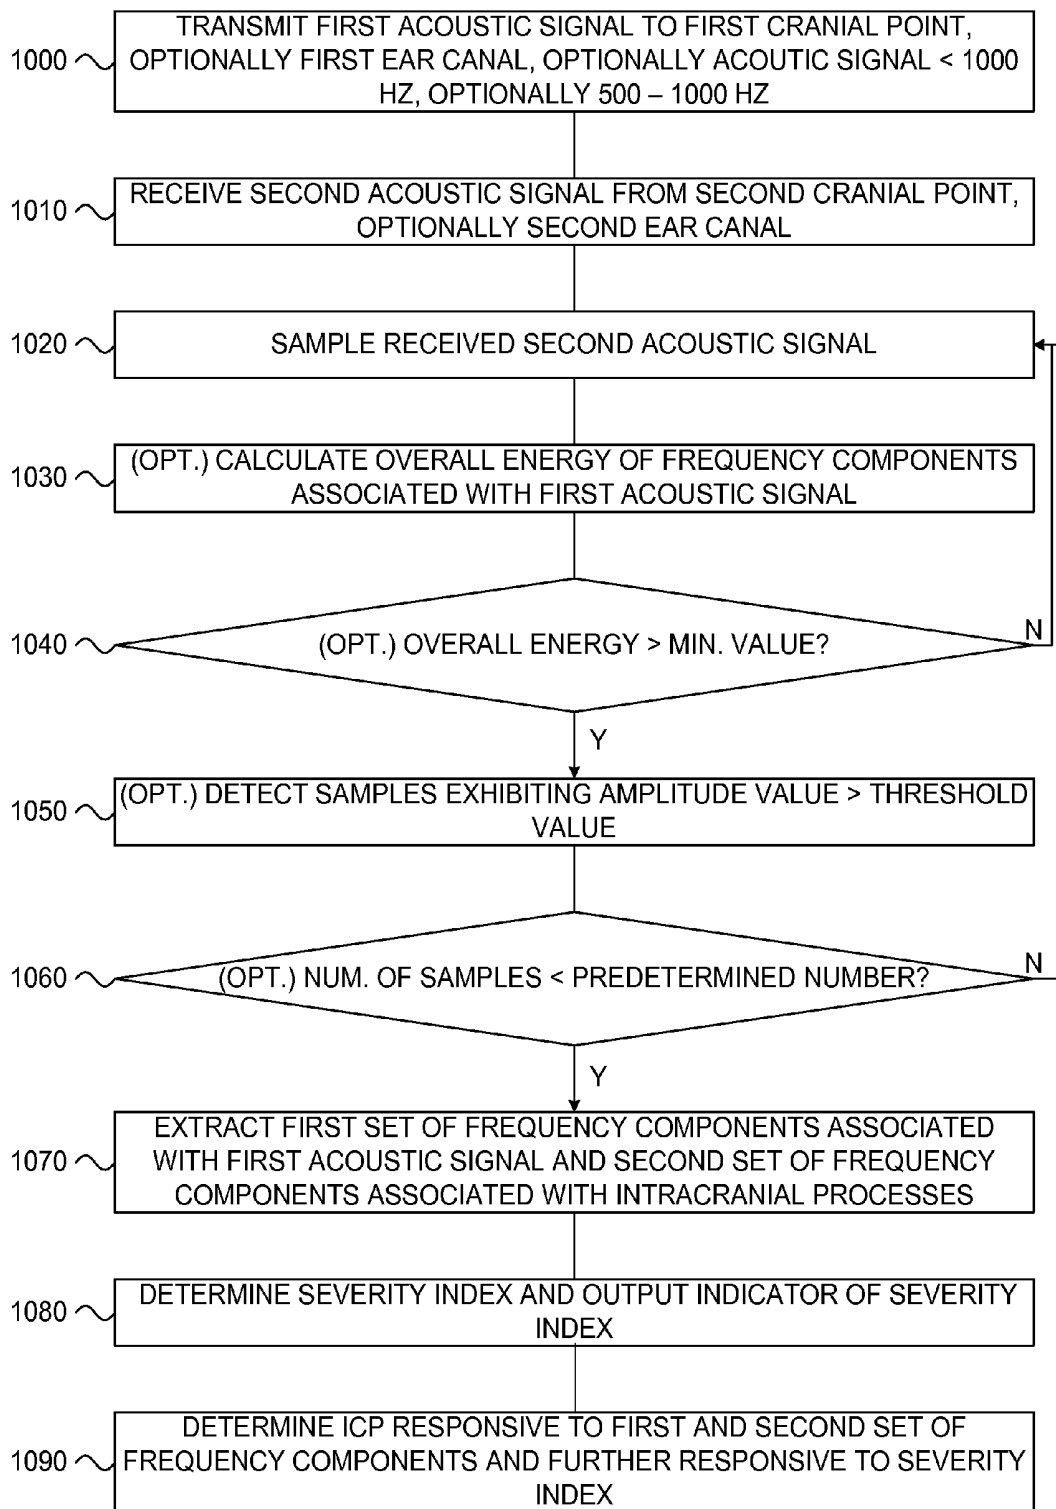 1000
TRANSMIT FIRST ACOUSTIC SIGNAL TO FIRST CRANIAL POINT,
OPTIONALLY FIRST EAR CANAL, OPTIONALLY ACOUTIC SIGNAL < 1000
HZ, OPTIONALLY 500 – 1000 HZ
1010
RECEIVE SECOND ACOUSTIC SIGNAL FROM SECOND CRANIAL POINT,
OPTIONALLY SECOND EAR CANAL
1020
SAMPLE RECEIVED SECOND ACOUSTIC SIGNAL
1030
(OPT.) CALCULATE OVERALL ENERGY OF FREQUENCY COMPONENTS
ASSOCIATED WITH FIRST ACOUSTIC SIGNAL
1040
(OPT.) OVERALL ENERGY > MIN. VALUE?
N
Y
1050
(OPT.) DETECT SAMPLES EXHIBITING AMPLITUDE VALUE > THRESHOLD
VALUE
1060
(OPT.) NUM. OF SAMPLES < PREDETERMINED NUMBER?
N
Y
1070
EXTRACT FIRST SET OF FREQUENCY COMPONENTS ASSOCIATED
WITH FIRST ACOUSTIC SIGNAL AND SECOND SET OF FREQUENCY
COMPONENTS ASSOCIATED WITH INTRACRANIAL PROCESSES
1080
DETERMINE SEVERITY INDEX AND OUTPUT INDICATOR OF SEVERITY
INDEX
1090
DETERMINE ICP RESPONSIVE TO FIRST AND SECOND SET OF
FREQUENCY COMPONENTS AND FURTHER RESPONSIVE TO SEVERITY
INDEX